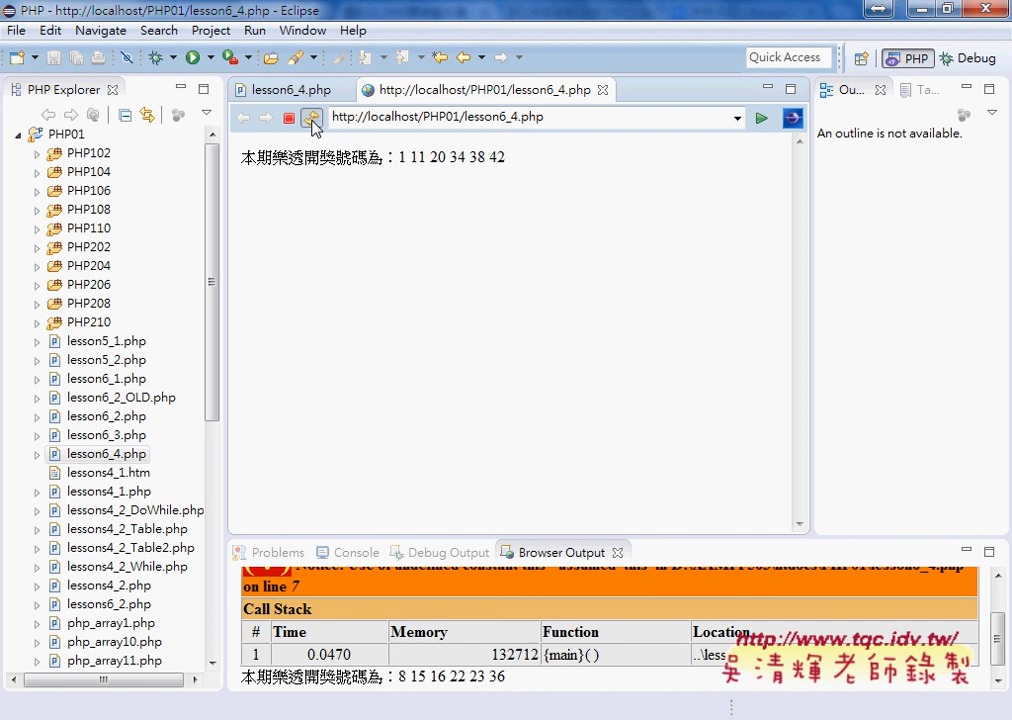 PHP - http://localhost/PHP01/lesson6_4.php - Eclipse
File Edit Navigate Search Project Run Window Help
Quick Access
PHP
Debug
PHP Explorer
lesson6_4.php
http://localhost/PHP01/lesson6_4.php
Ou...
Ta...
http://localhost/PHP01/lesson6_4.php
An outline is not available.
本期樂透開獎號碼為：1 11 20 34 38 42
PHP01
PHP102
PHP104
PHP106
PHP108
PHP110
PHP202
PHP204
PHP206
PHP208
PHP210
lesson5_1.php
lesson5_2.php
lesson6_1.php
lesson6_2_OLD.php
lesson6_2.php
lesson6_3.php
lesson6_4.php
lessons4_1.htm
lessons4_1.php
lessons4_2_DoWhile.php
lessons4_2_Table.php
lessons4_2_Table2.php
lessons4_2_While.php
lessons4_2.php
lessons6_2.php
php_array1.php
php_array10.php
php_array11.php
Problems Console Debug Output Browser Output
on line 7
Call Stack
# Time Memory Function Location
1 0.0470 132712 {main}( ) ..\less
本期樂透開獎號碼為：8 15 16 22 23 36
http://www.tqc.idv.tw/
吳清輝老師錄製